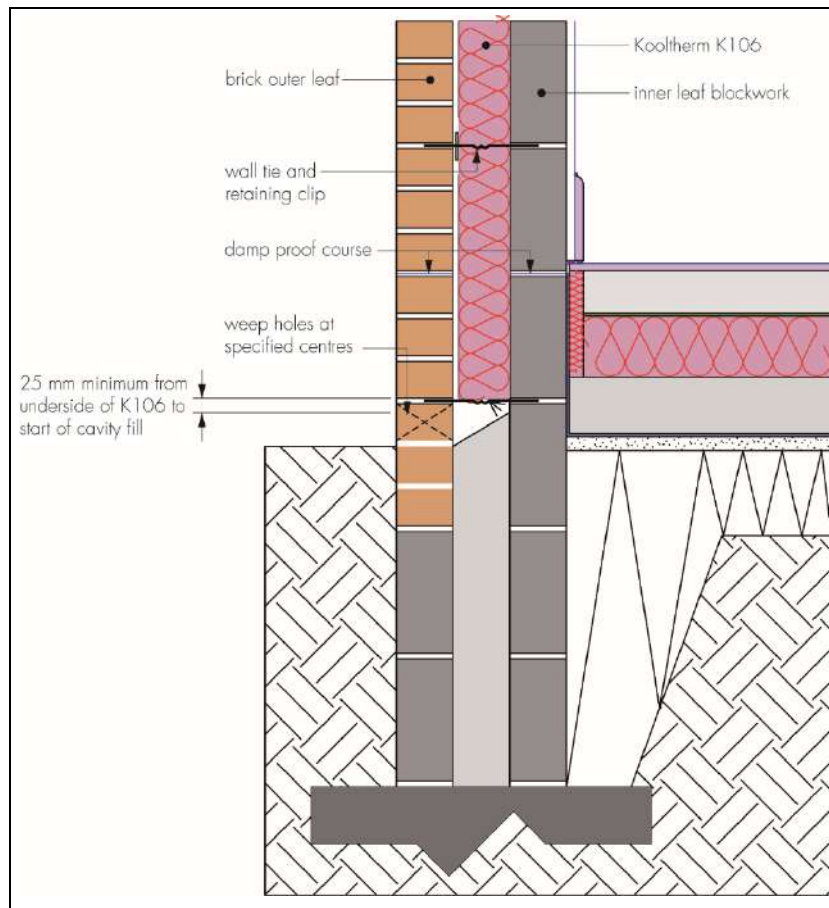 Kooltherm K106
brick outer leaf
inner leaf blockwork
wall tie and
retaining clip
damp proof course
weep holes at
specified centres
25 mm minimum from
underside of K106 to
start of cavity fill